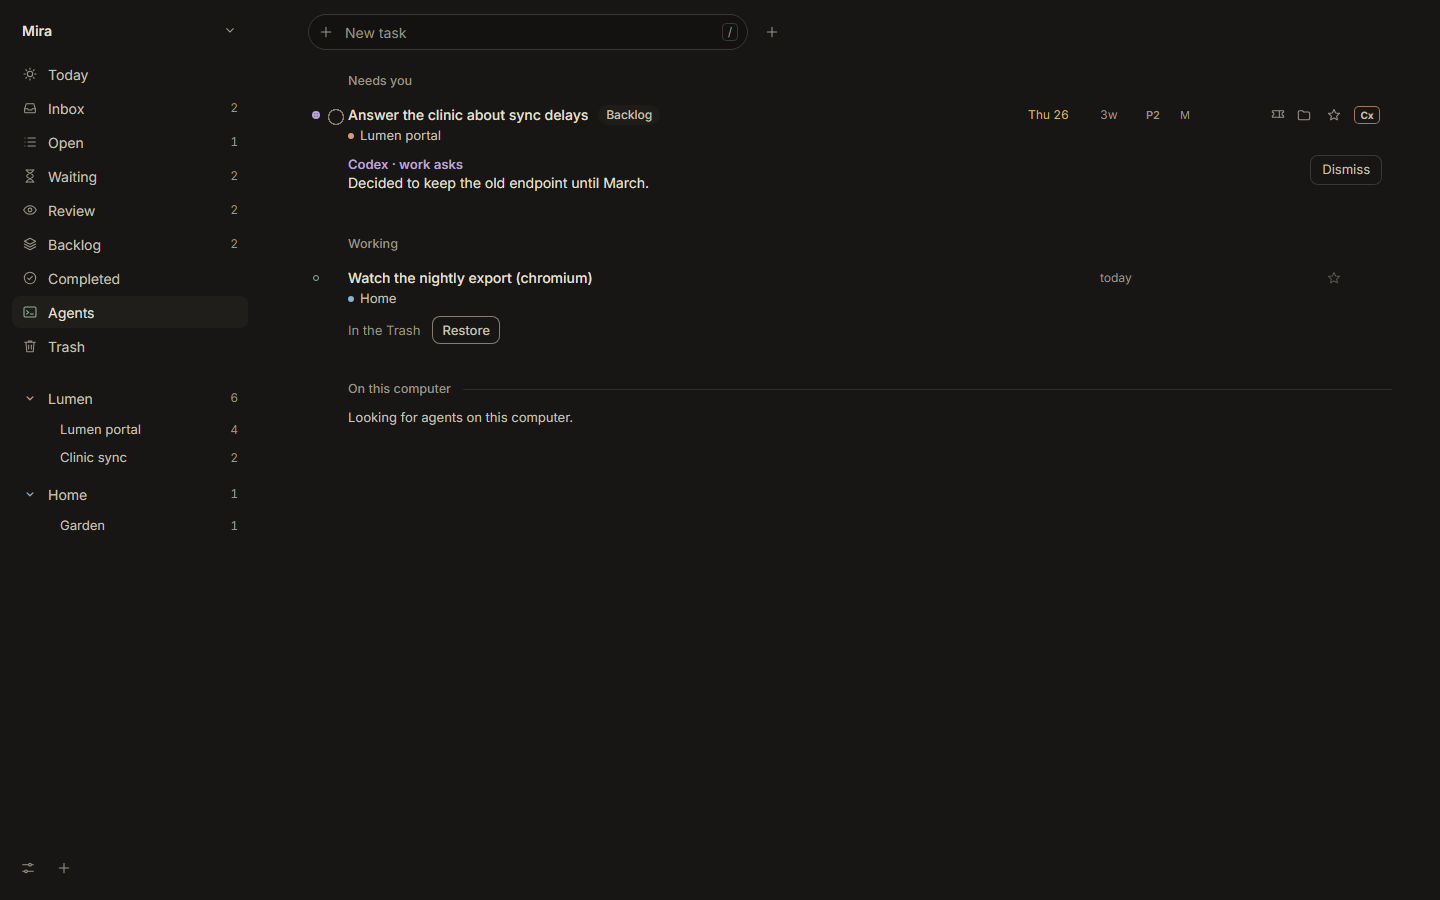 Mira
Today
Inbox 2
Open 1
Waiting 2
Review 2
Backlog 2
Completed
Agents
Trash
Lumen 6
Lumen portal 4
Clinic sync 2
Home 1
Garden 1
New task /
Needs you
Answer the clinic about sync delays Backlog Thu 26 3w P2 M Cx
Lumen portal
Codex · work asks
Decided to keep the old endpoint until March. Dismiss
Working
Watch the nightly export (chromium) today
Home
In the Trash Restore
On this computer
Looking for agents on this computer.